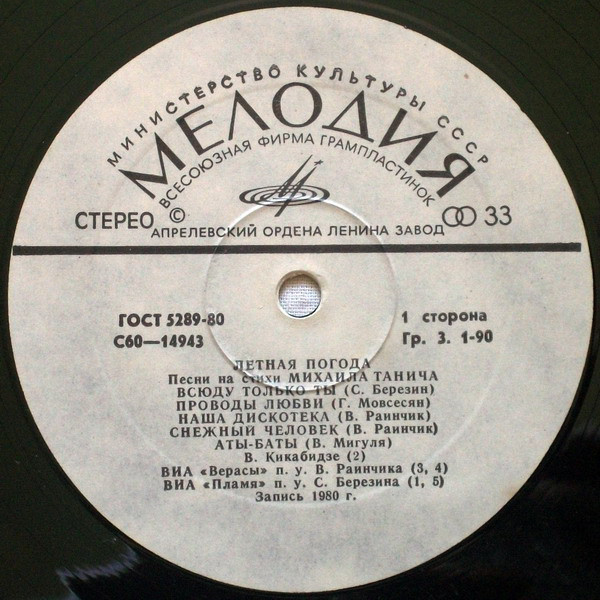 МИНИСТЕРСТВО КУЛЬТУРЫ СССР
МЕЛОДИЯ
ВСЕСОЮЗНАЯ ФИРМА ГРАМПЛАСТИНОК
СТЕРЕО © 33
АПРЕЛЕВСКИЙ ОРДЕНА ЛЕНИНА ЗАВОД
ГОСТ 5289-80 1 сторона
С60—14943 Гр. 3. 1-90
ЛЕТНАЯ ПОГОДА
Песни на стихи МИХАИЛА ТАНИЧА
ВСЮДУ ТОЛЬКО ТЫ (С. Березин)
ПРОВОДЫ ЛЮБВИ (Г. Мовсесян)
НАША ДИСКОТЕКА (В. Раинчик)
СНЕЖНЫЙ ЧЕЛОВЕК (В. Раинчик)
АТЫ-БАТЫ (В. Мигуля)
В. Кикабидзе (2)
ВИА «Верасы» п. у. В. Раинчика (3, 4)
ВИА «Пламя» п. у. С. Березина (1, 5)
Запись 1980 г.